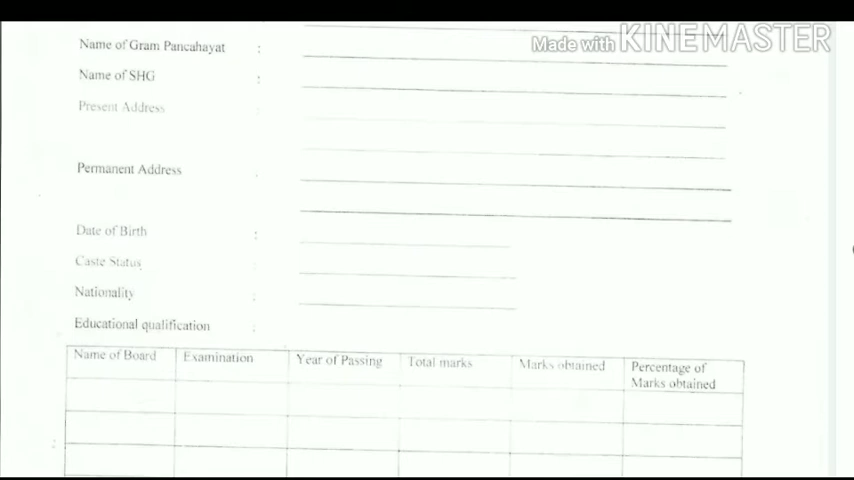 Made with KINEMASTER
Name of Gram Pancahayat :
Name of SHG :
Present Address :
Permanent Address .
Date of Birth :
Caste Status :
Nationality :
Educational qualification :
Name of Board Examination Year of Passing Total marks Marks obtained Percentage of
Marks obtained